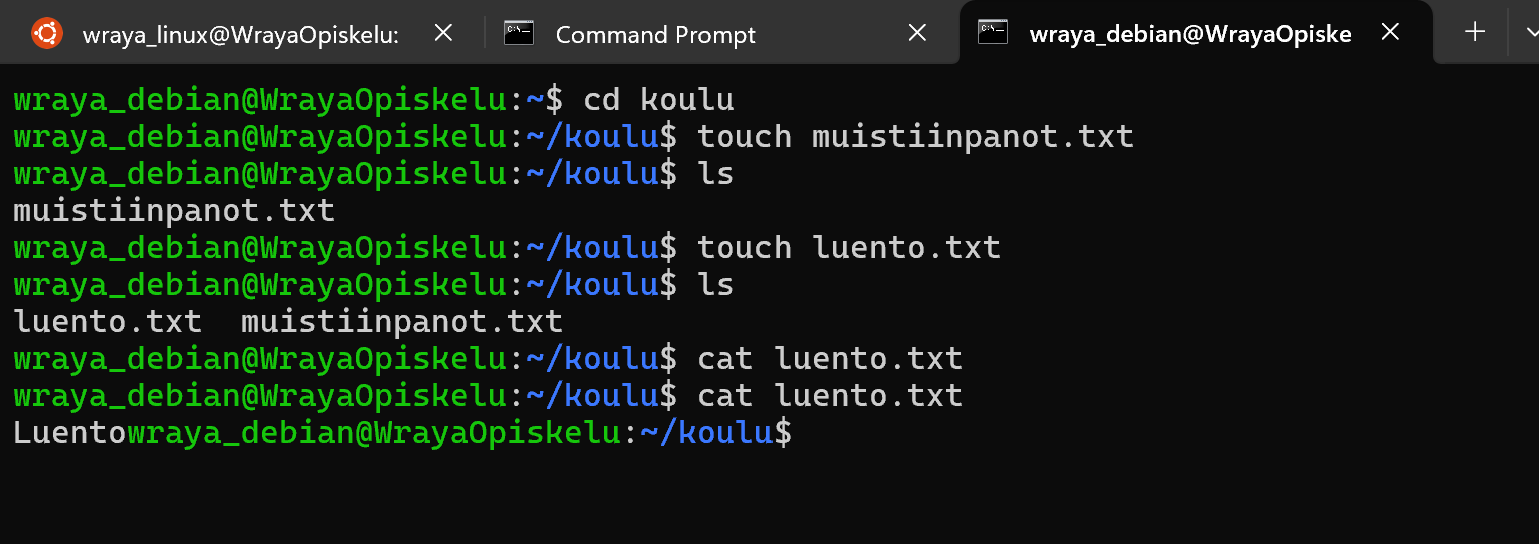 wraya_linux@WrayaOpiskelu: Command Prompt wraya_debian@WrayaOpiske
wraya_debian@WrayaOpiskelu:~$ cd koulu
wraya_debian@WrayaOpiskelu:~/koulu$ touch muistiinpanot.txt
wraya_debian@WrayaOpiskelu:~/koulu$ ls
muistiinpanot.txt
wraya_debian@WrayaOpiskelu:~/koulu$ touch luento.txt
wraya_debian@WrayaOpiskelu:~/koulu$ ls
luento.txt  muistiinpanot.txt
wraya_debian@WrayaOpiskelu:~/koulu$ cat luento.txt
wraya_debian@WrayaOpiskelu:~/koulu$ cat luento.txt
Luentowraya_debian@WrayaOpiskelu:~/koulu$